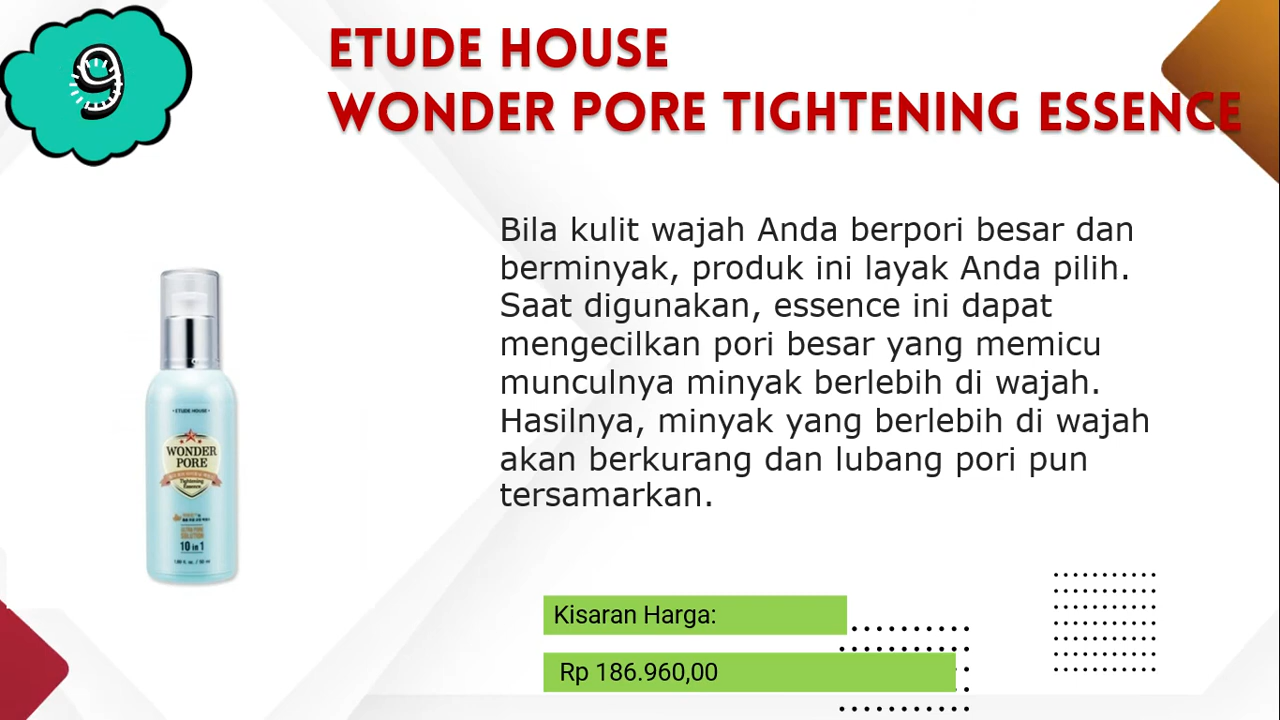 9
ETUDE HOUSE
WONDER PORE TIGHTENING ESSENCE
Bila kulit wajah Anda berpori besar dan
berminyak, produk ini layak Anda pilih.
Saat digunakan, essence ini dapat
mengecilkan pori besar yang memicu
munculnya minyak berlebih di wajah.
Hasilnya, minyak yang berlebih di wajah
akan berkurang dan lubang pori pun
tersamarkan.
ETUDE HOUSE
WONDER
PORE
Tightening
Essence
10 in 1
Kisaran Harga:
Rp 186.960,00